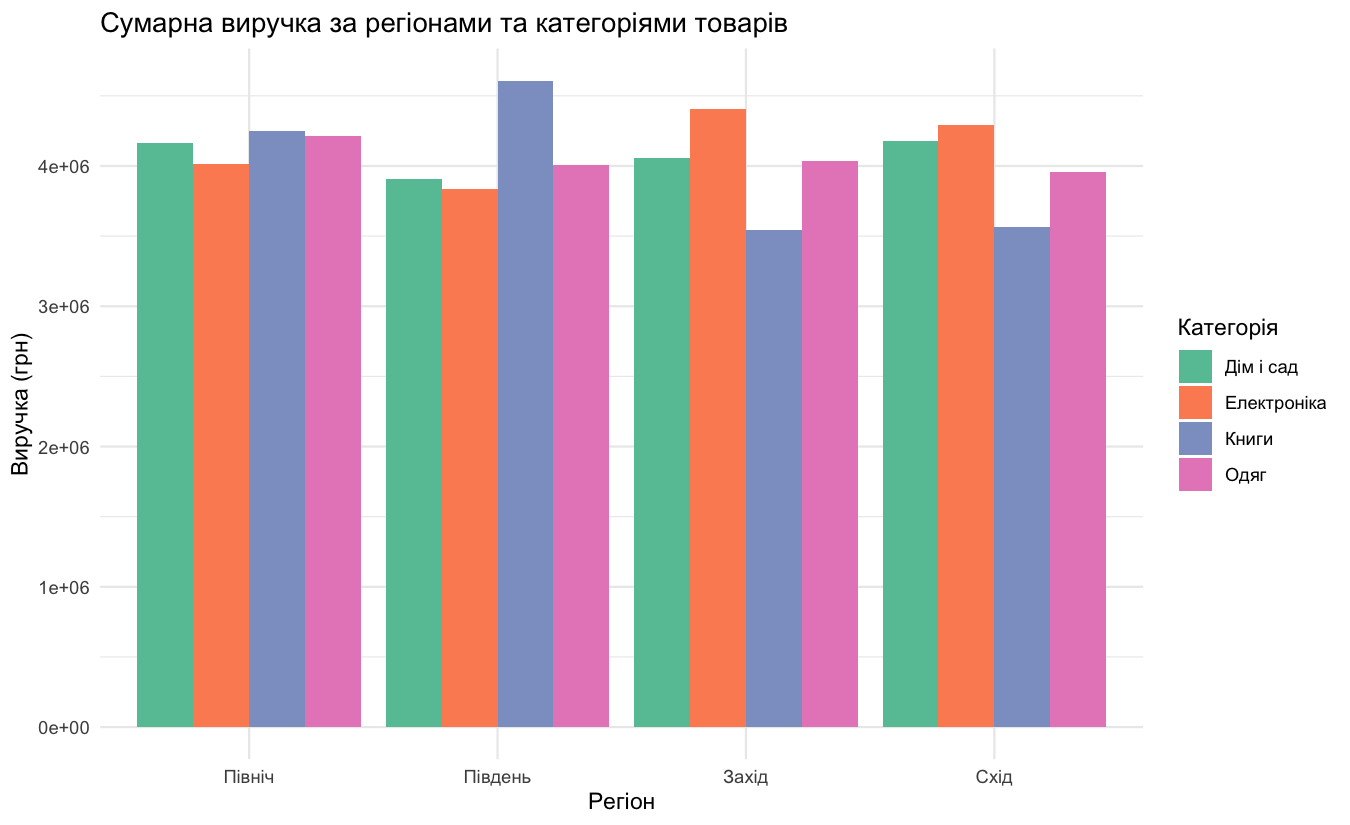 Сумарна виручка за регіонами та категоріями товарів
Виручка (грн)
4e+06
3e+06
2e+06
1e+06
0e+00
Північ
Південь
Захід
Схід
Регіон
Категорія
Дім і сад
Електроніка
Книги
Одяг